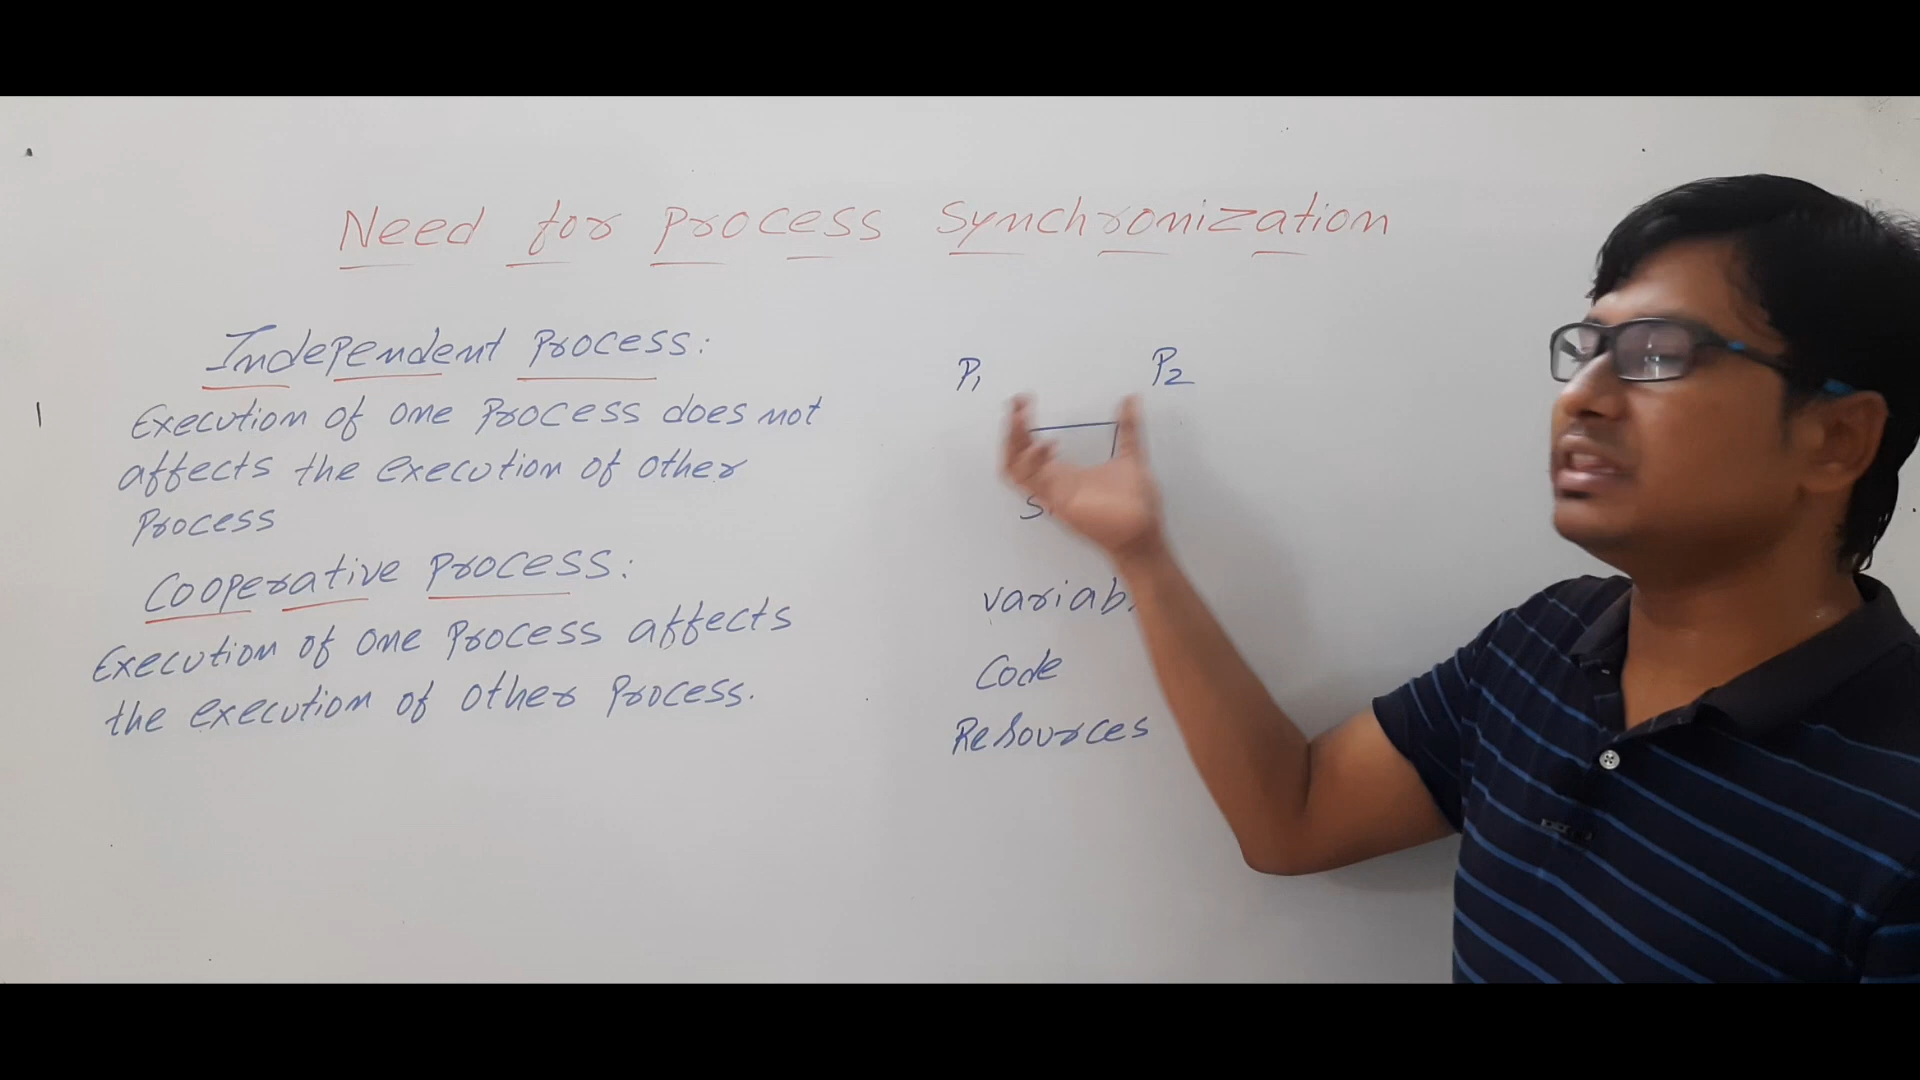 Need for Process Synchronization
Independent Process:
Execution of one Process does not
affects the execution of other
Process
Cooperative Process:
Execution of one Process affects
the execution of other Process.
P1 P2
Code
Resources